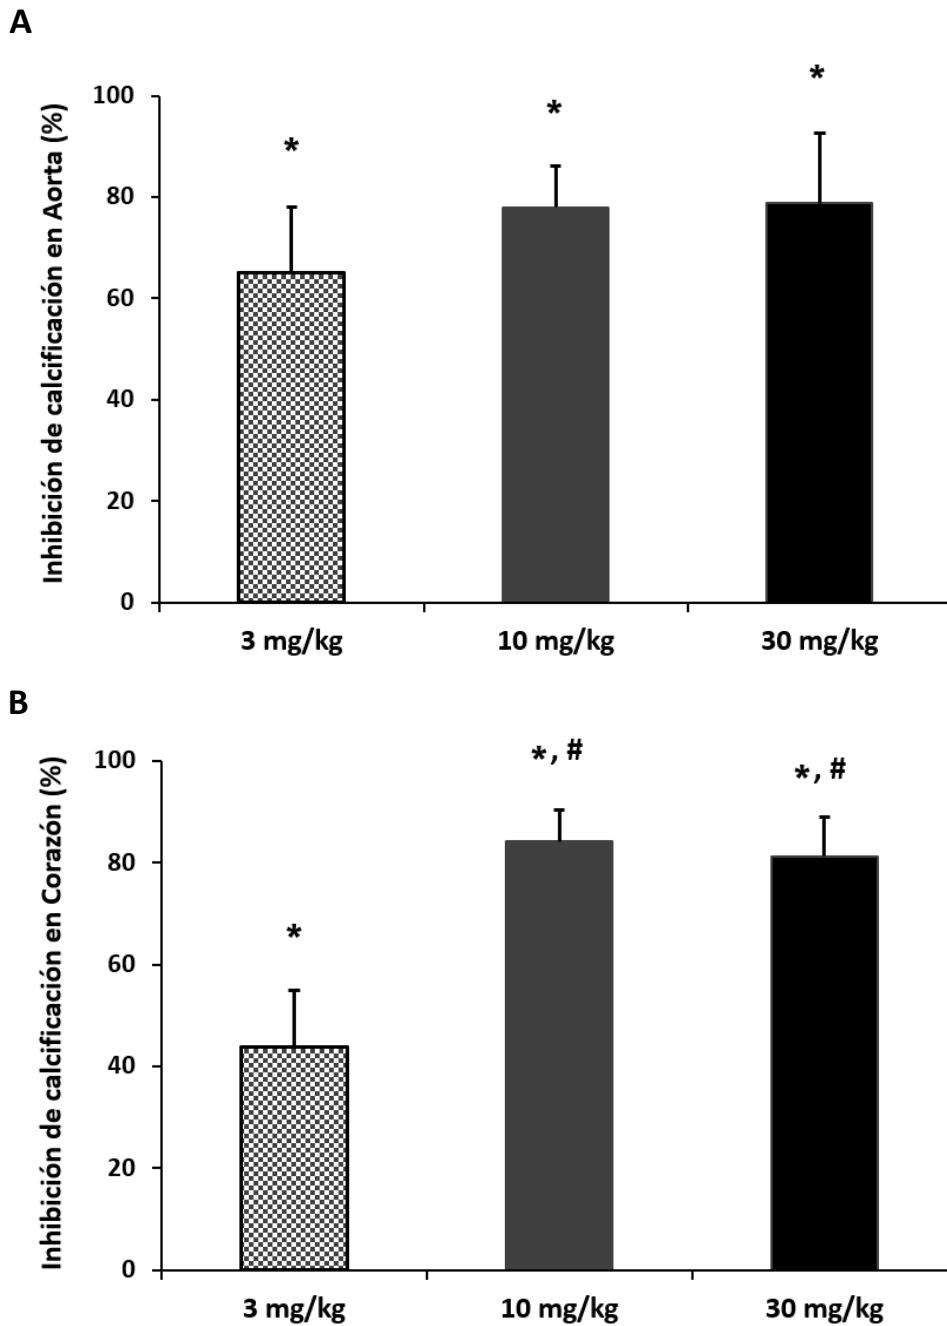 A
Inhibición de calcificación en Aorta (%)
100
80
60
40
20
0
*
*
*
3 mg/kg
10 mg/kg
30 mg/kg
B
Inhibición de calcificación en Corazón (%)
100
80
60
40
20
0
*
*, #
*, #
3 mg/kg
10 mg/kg
30 mg/kg